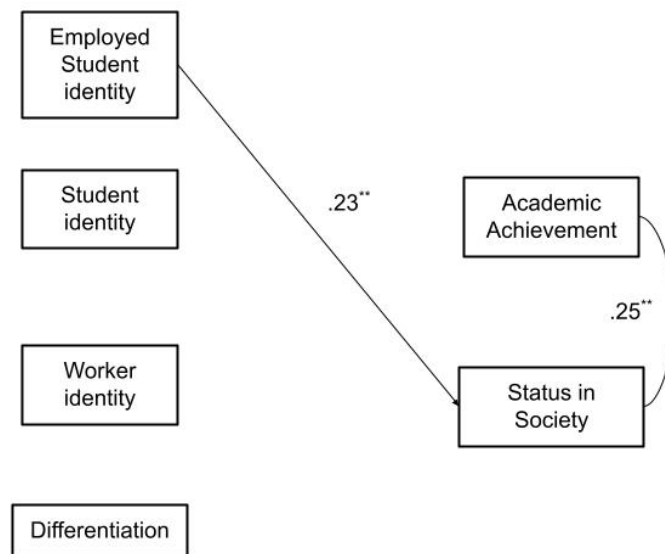 Employed
Student
identity
Student
identity
.23**
Academic
Achievement
.25**
Worker
identity
Status in
Society
Differentiation